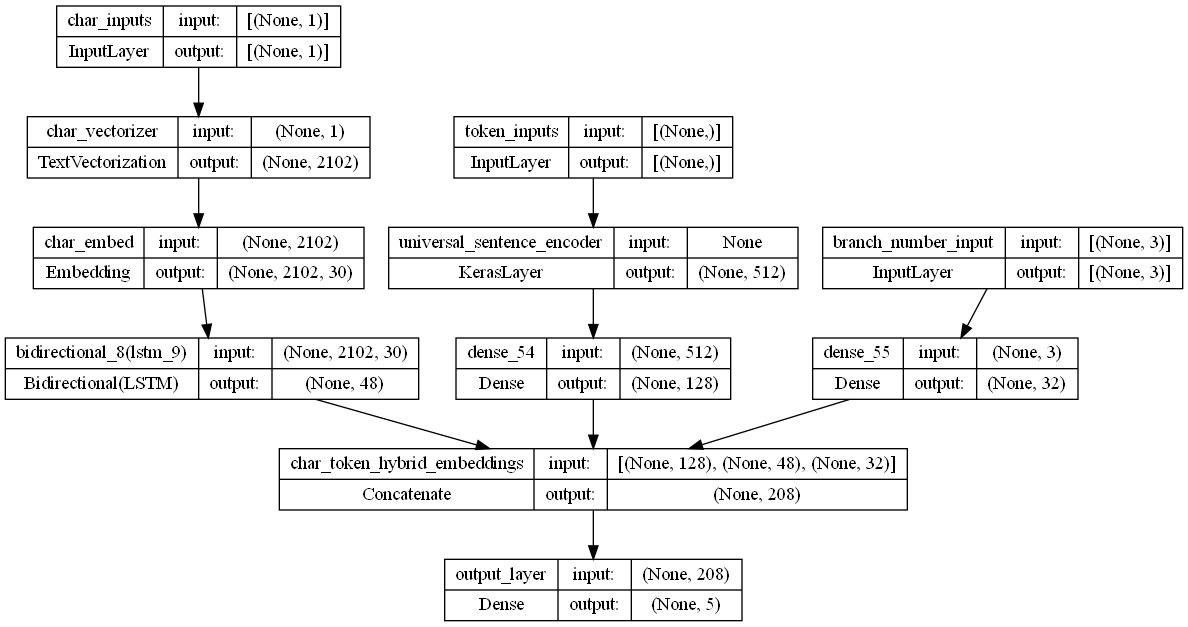 char_inputs input: [(None, 1)]
InputLayer output: [(None, 1)]
char_vectorizer input: (None, 1)
TextVectorization output: (None, 2102)
token_inputs input: [(None,)]
InputLayer output: [(None,)]
char_embed input: (None, 2102)
Embedding output: (None, 2102, 30)
universal_sentence_encoder input: None
KerasLayer output: (None, 512)
branch_number_input input: [(None, 3)]
InputLayer output: [(None, 3)]
bidirectional_8(lstm_9) input: (None, 2102, 30)
Bidirectional(LSTM) output: (None, 48)
dense_54 input: (None, 512)
Dense output: (None, 128)
dense_55 input: (None, 3)
Dense output: (None, 32)
char_token_hybrid_embeddings input: [(None, 128), (None, 48), (None, 32)]
Concatenate output: (None, 208)
output_layer input: (None, 208)
Dense output: (None, 5)